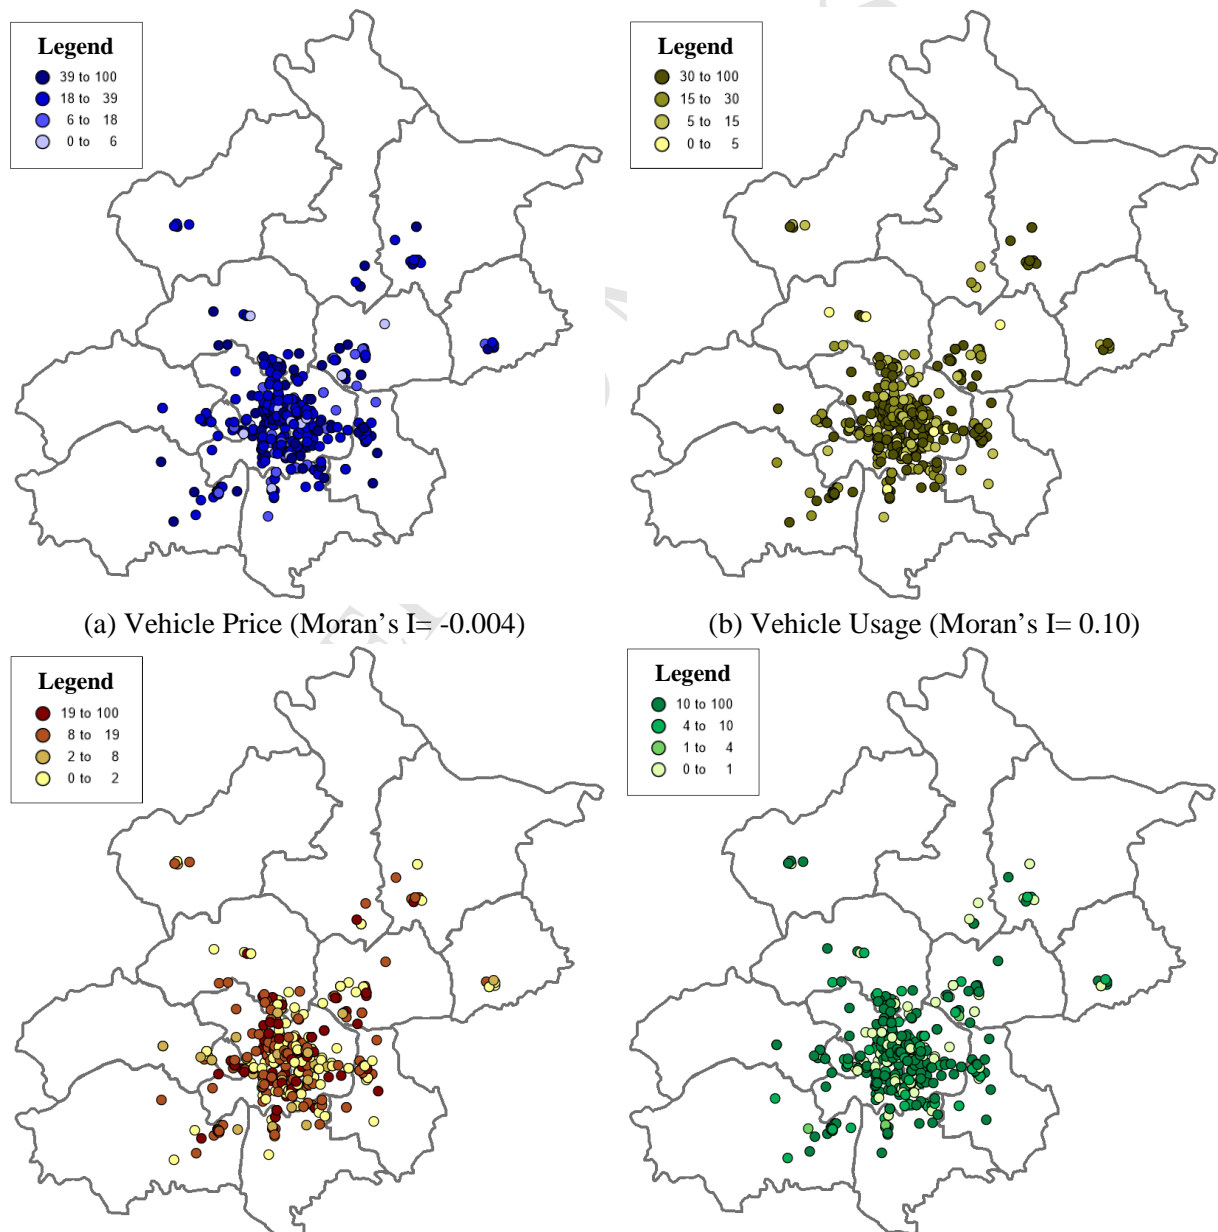 Legend
39 to 100
18 to 39
6 to 18
0 to 6
Legend
30 to 100
15 to 30
5 to 15
0 to 5
(a) Vehicle Price (Moran’s I= -0.004)
(b) Vehicle Usage (Moran’s I= 0.10)
Legend
19 to 100
8 to 19
2 to 8
0 to 2
Legend
10 to 100
4 to 10
1 to 4
0 to 1